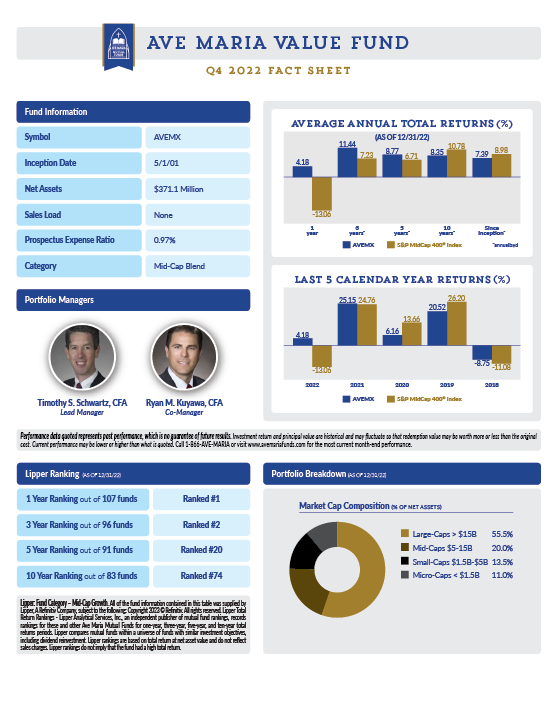 AVE MARIA VALUE FUND
Q4 2022 FACT SHEET
Fund Information
Symbol AVEMX
Inception Date 5/1/01
Net Assets $371.1 Million
Sales Load None
Prospectus Expense Ratio 0.97%
Category Mid-Cap Blend
Portfolio Managers
Timothy S. Schwartz, CFA
Lead Manager
Ryan M. Kuyawa, CFA
Co-Manager
AVERAGE ANNUAL TOTAL RETURNS (%)
(AS OF 12/31/22)
4.18 -13.06 11.44 7.23 8.77 6.71 8.35 10.78 7.39 8.98
1 year
5 years*
10 years*
Since Inception*
AVEMX S&P MidCap 400® Index *annualized
LAST 5 CALENDAR YEAR RETURNS (%)
4.18 -13.06 25.15 24.76 6.16 13.66 20.52 26.20 -8.75 -11.08
2022 2021 2020 2019 2018
AVEMX S&P MidCap 400® Index
Performance data quoted represents past performance, which is no guarantee of future results. Investment return and principal value are historical and may fluctuate so that redemption value may be worth more or less than the original
cost. Current performance may be lower or higher than what is quoted. Call 1-866-AVE-MARIA or visit www.avemariafunds.com for the most current month-end performance.
Lipper Ranking (AS OF 12/31/22)
1 Year Ranking out of 107 funds Ranked #1
3 Year Ranking out of 96 funds Ranked #2
5 Year Ranking out of 91 funds Ranked #20
10 Year Ranking out of 83 funds Ranked #74
Lipper: Fund Category – Mid-Cap Growth. All of the fund information contained in this table was supplied by
Lipper, A Refinitiv Company, subject to the following: Copyright 2023 © Refinitiv. All rights reserved. Lipper Total
Return Rankings - Lipper Analytical Services, Inc., an independent publisher of mutual fund rankings, records
rankings for these and other Ave Maria Mutual Funds for one-year, three-year, five-year, and ten-year total
returns periods. Lipper compares mutual funds within a universe of funds with similar investment objectives,
including dividend reinvestment. Lipper rankings are based on total return at net asset value and do not reflect
sales charges. Lipper rankings do not imply that the fund had a high total return.
Portfolio Breakdown (AS OF 12/31/22)
Market Cap Composition (% OF NET ASSETS)
Large-Caps > $15B 55.5%
Mid-Caps $5-15B 20.0%
Small-Caps $1.5B-$5B 13.5%
Micro-Caps < $1.5B 11.0%